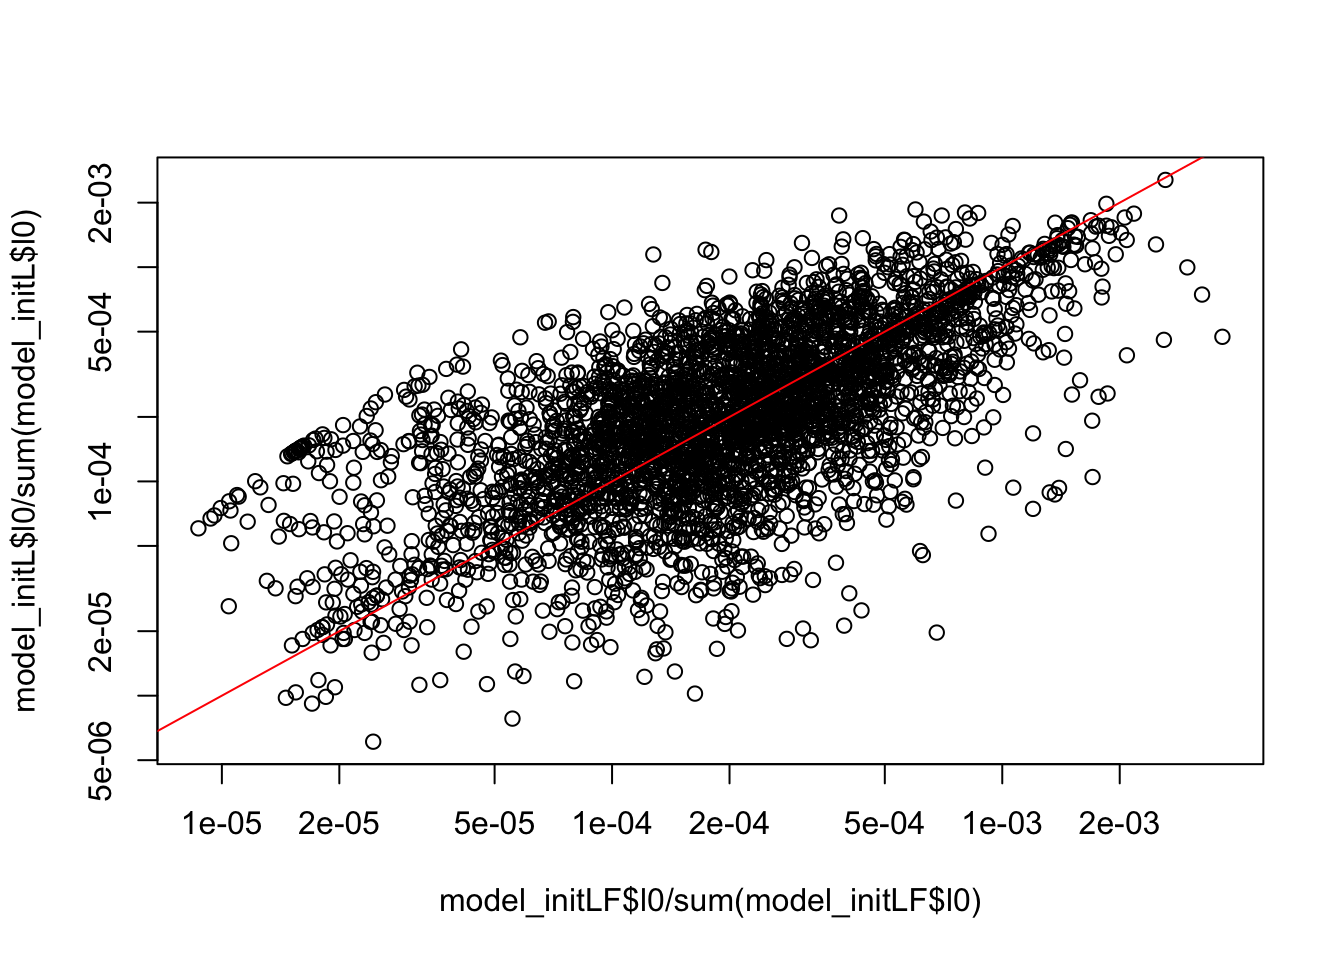 model_initL$l0/sum(model_initL$l0)
2e-03
5e-04
1e-04
2e-05
5e-06
1e-05 2e-05 5e-05 1e-04 2e-04 5e-04 1e-03 2e-03
model_initLF$l0/sum(model_initLF$l0)